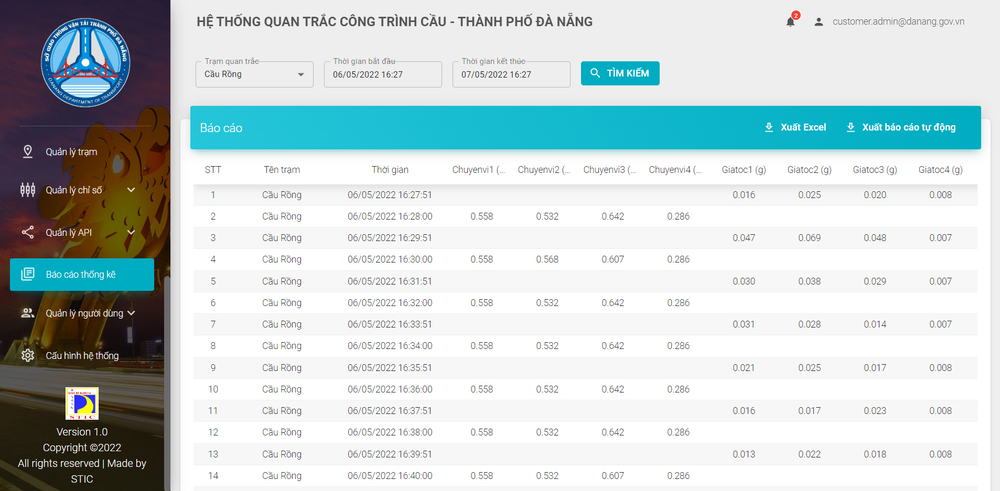 SỞ GIAO THÔNG VẬN TẢI THÀNH PHỐ ĐÀ NẴNG
DANANG DEPARTMENT OF TRANSPORT
Quản lý trạm
Quản lý chỉ số
Quản lý API
Báo cáo thống kê
Quản lý người dùng
Cấu hình hệ thống
BÁCH KHOA
ĐÀ NẴNG
STIC
Version 1.0
Copyright ©2022
All rights reserved | Made by
STIC
HỆ THỐNG QUAN TRẮC CÔNG TRÌNH CẦU - THÀNH PHỐ ĐÀ NẴNG
2
customer.admin@danang.gov.vn
Trạm quan trắc
Cầu Rồng
Thời gian bắt đầu
06/05/2022 16:27
Thời gian kết thúc
07/05/2022 16:27
TÌM KIẾM
Báo cáo
Xuất Excel
Xuất báo cáo tự động
STT Tên trạm Thời gian Chuyenvi1 (... Chuyenvi2 (... Chuyenvi3 (... Chuyenvi4 (... Giatoc1 (g) Giatoc2 (g) Giatoc3 (g) Giatoc4 (g)
1 Cầu Rồng 06/05/2022 16:27:51 0.016 0.025 0.020 0.008
2 Cầu Rồng 06/05/2022 16:28:00 0.558 0.532 0.642 0.286
3 Cầu Rồng 06/05/2022 16:29:51 0.047 0.069 0.048 0.007
4 Cầu Rồng 06/05/2022 16:30:00 0.558 0.568 0.607 0.286
5 Cầu Rồng 06/05/2022 16:31:51 0.030 0.038 0.029 0.007
6 Cầu Rồng 06/05/2022 16:32:00 0.558 0.532 0.642 0.286
7 Cầu Rồng 06/05/2022 16:33:51 0.031 0.028 0.014 0.007
8 Cầu Rồng 06/05/2022 16:34:00 0.558 0.532 0.642 0.286
9 Cầu Rồng 06/05/2022 16:35:51 0.021 0.025 0.017 0.008
10 Cầu Rồng 06/05/2022 16:36:00 0.558 0.532 0.642 0.286
11 Cầu Rồng 06/05/2022 16:37:51 0.016 0.017 0.023 0.008
12 Cầu Rồng 06/05/2022 16:38:00 0.558 0.532 0.642 0.286
13 Cầu Rồng 06/05/2022 16:39:51 0.013 0.022 0.018 0.008
14 Cầu Rồng 06/05/2022 16:40:00 0.558 0.532 0.607 0.286